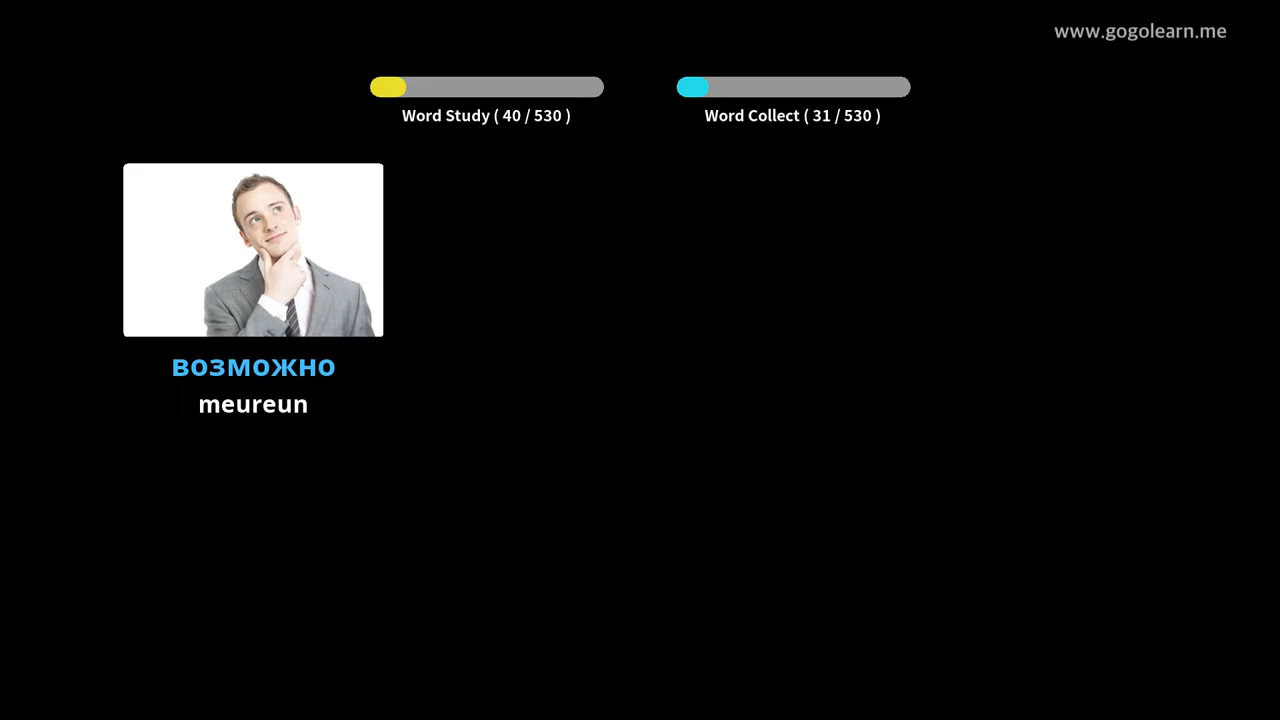 www.gogolearn.me
Word Study ( 40 / 530 )
Word Collect ( 31 / 530 )
возможно
meureun